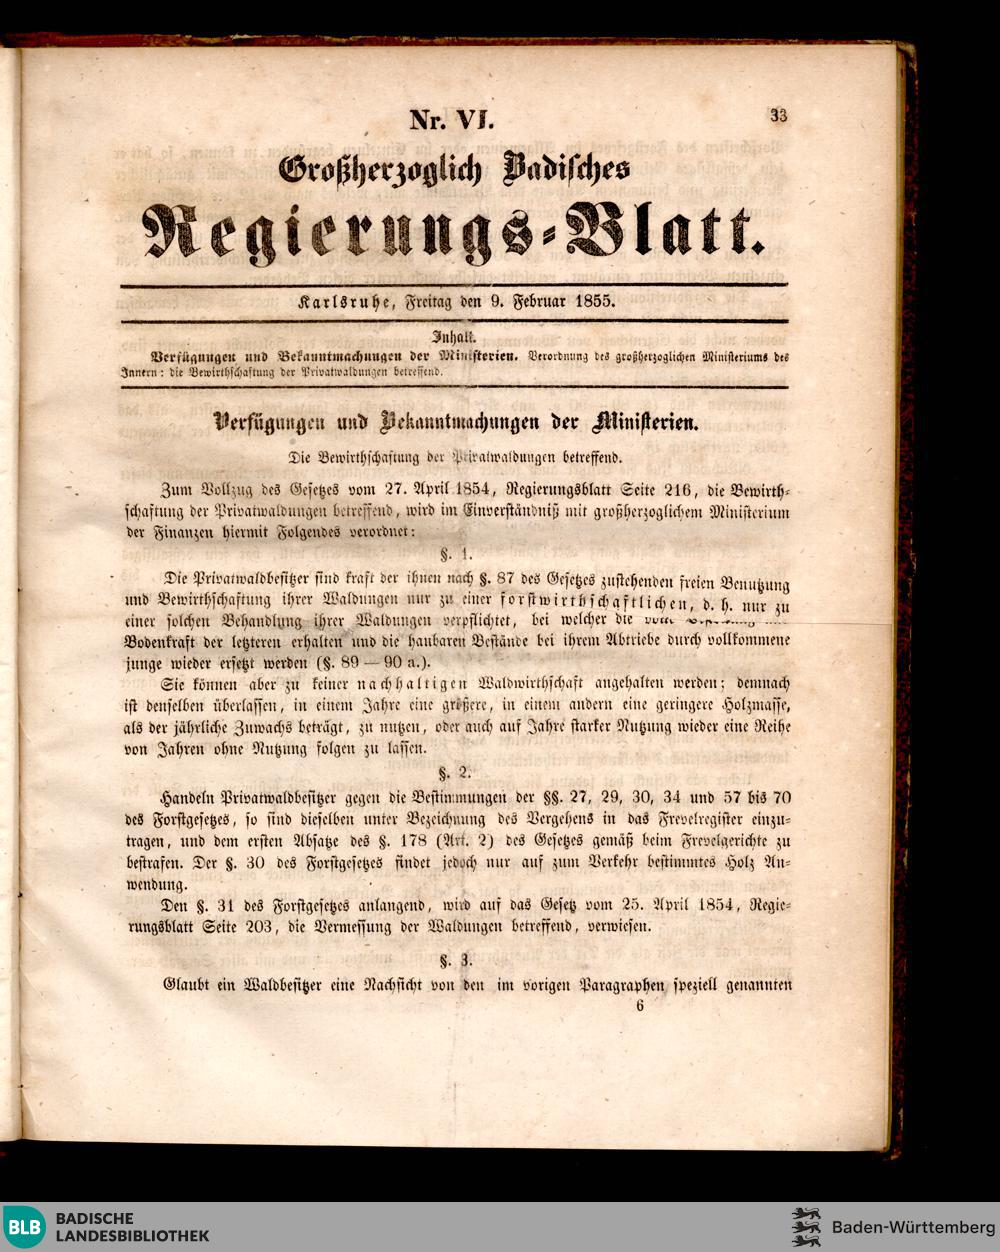 33
Nr. VI.
Großherzoglich Badisches
Regierungs-Blatt.
Karlsruhe, Freitag den 9. Februar 1855.
Inhalt.
Verfügungen und Bekanntmachungen der Ministerien. Verordnung des großherzoglichen Ministeriums des
Innern: die Bewirthschaftung der Privatwaldungen betreffend.
Verfügungen und Bekanntmachungen der Ministerien.
Die Bewirthschaftung der Privatwaldungen betreffend.
Zum Vollzug des Gesetzes vom 27. April 1854, Regierungsblatt Seite 216, die Bewirth-
schaftung der Privatwaldungen betreffend, wird im Einverständniß mit großherzoglichem Ministerium
der Finanzen hiermit Folgendes verordnet:
§. 1.
Die Privatwaldbesitzer sind kraft der ihnen nach §. 87 des Gesetzes zustehenden freien Benutzung
und Bewirthschaftung ihrer Waldungen nur zu einer forstwirthschaftlichen, d. h. nur zu
einer solchen Behandlung ihrer Waldungen verpflichtet, bei welcher die
Bodenkraft der letzteren erhalten und die haubaren Bestände bei ihrem Abtriebe durch vollkommene
junge wieder ersetzt werden (§. 89 — 90 a.).
Sie können aber zu keiner nachhaltigen Waldwirthschaft angehalten werden; demnach
ist denselben überlassen, in einem Jahre eine größere, in einem andern eine geringere Holzmasse,
als der jährliche Zuwachs beträgt, zu nutzen, oder auch auf Jahre starker Nutzung wieder eine Reihe
von Jahren ohne Nutzung folgen zu lassen.
§. 2.
Handeln Privatwaldbesitzer gegen die Bestimmungen der §§. 27, 29, 30, 34 und 57 bis 70
des Forstgesetzes, so sind dieselben unter Bezeichnung des Vergehens in das Frevelregister einzu-
tragen, und dem ersten Absatze des §. 178 (Art. 2) des Gesetzes gemäß beim Frevelgerichte zu
bestrafen. Der §. 30 des Forstgesetzes findet jedoch nur auf zum Verkehr bestimmtes Holz An-
wendung.
Den §. 31 des Forstgesetzes anlangend, wird auf das Gesetz vom 25. April 1854, Regie-
rungsblatt Seite 203, die Vermessung der Waldungen betreffend, verwiesen.
§. 3.
Glaubt ein Waldbesitzer eine Nachsicht von den im vorigen Paragraphen speziell genannten
6
BLB BADISCHE
LANDESBIBLIOTHEK
Baden-Württemberg